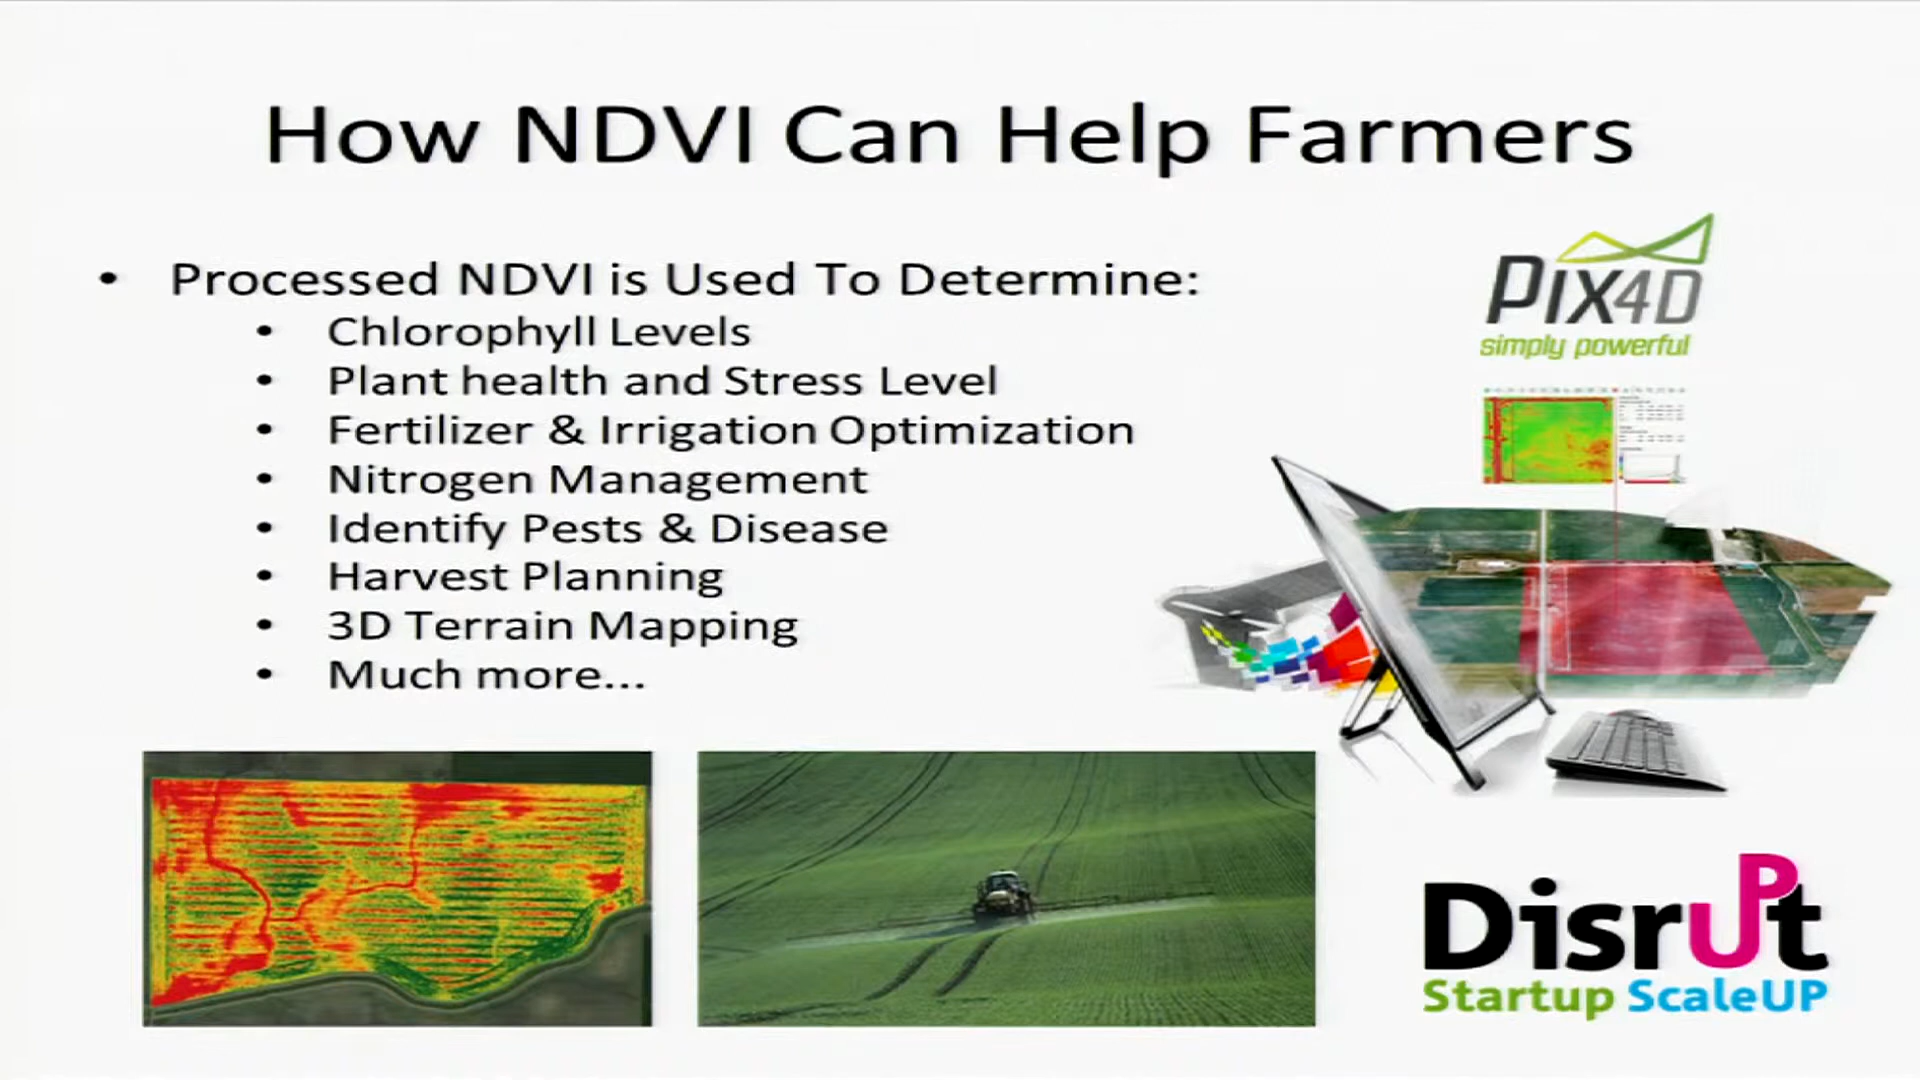 How NDVI Can Help Farmers
• Processed NDVI is Used To Determine:
• Chlorophyll Levels
• Plant health and Stress Level
• Fertilizer & Irrigation Optimization
• Nitrogen Management
• Identify Pests & Disease
• Harvest Planning
• 3D Terrain Mapping
• Much more...
PIX4D
simply powerful
DisrUPt
Startup ScaleUP